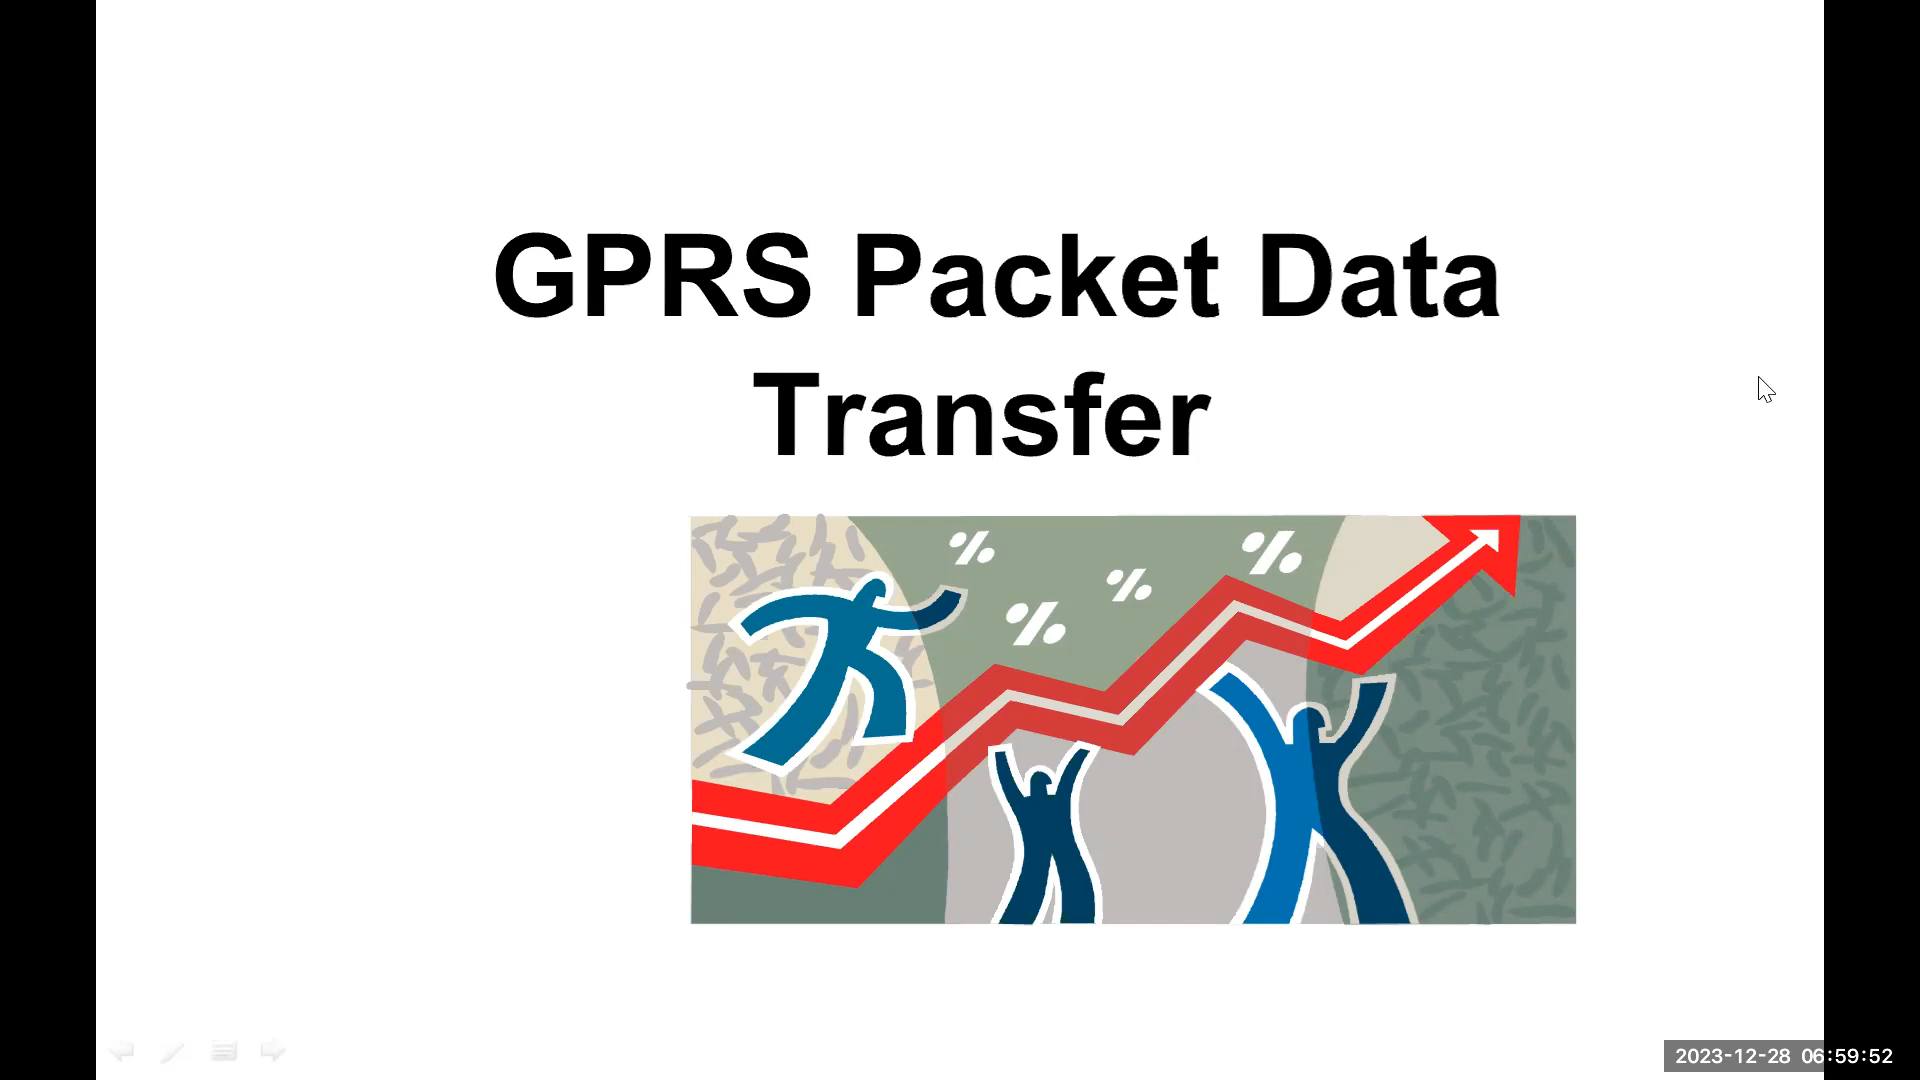 GPRS Packet Data
Transfer
% % % %
2023-12-28 06:59:52